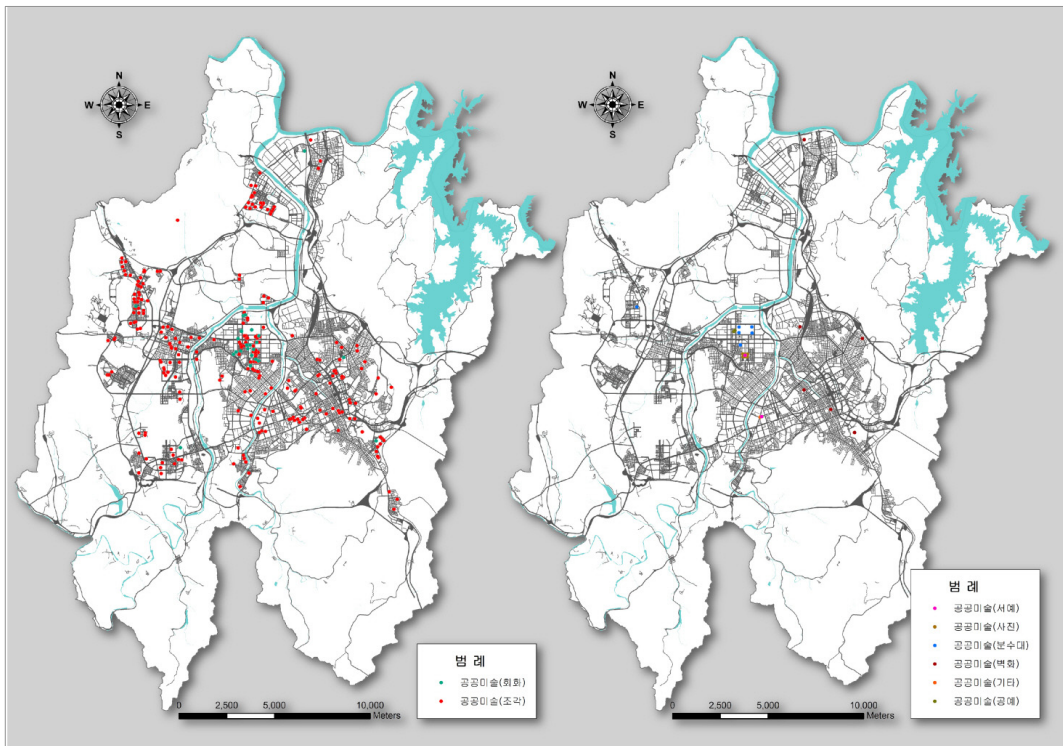 N
W E
S
범 례
공공미술(회화)
공공미술(조각)
0 2,500 5,000 10,000
Meters
N
W E
S
범 례
공공미술(서예)
공공미술(사진)
공공미술(분수대)
공공미술(벽화)
공공미술(기타)
공공미술(공예)
0 2,500 5,000 10,000
Meters